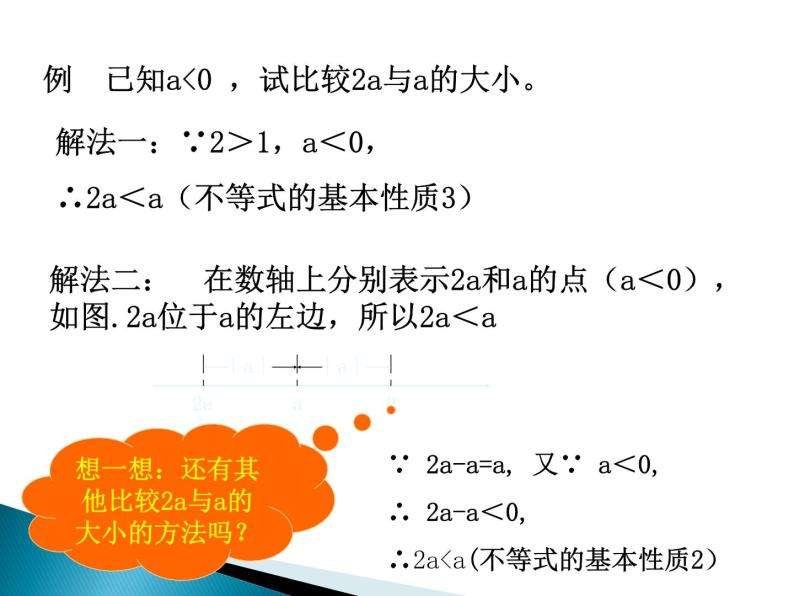 例 已知a<0 ,试比较2a与a的大小。
解法一：∵2＞1，a＜0，
∴2a＜a（不等式的基本性质3）
解法二： 在数轴上分别表示2a和a的点（a＜0），
如图.2a位于a的左边，所以2a＜a
|a| |a|
2a a
想一想：还有其
他比较2a与a的
大小的方法吗？
∵ 2a-a=a, 又∵ a＜0,
∴ 2a-a＜0,
∴2a<a(不等式的基本性质2）